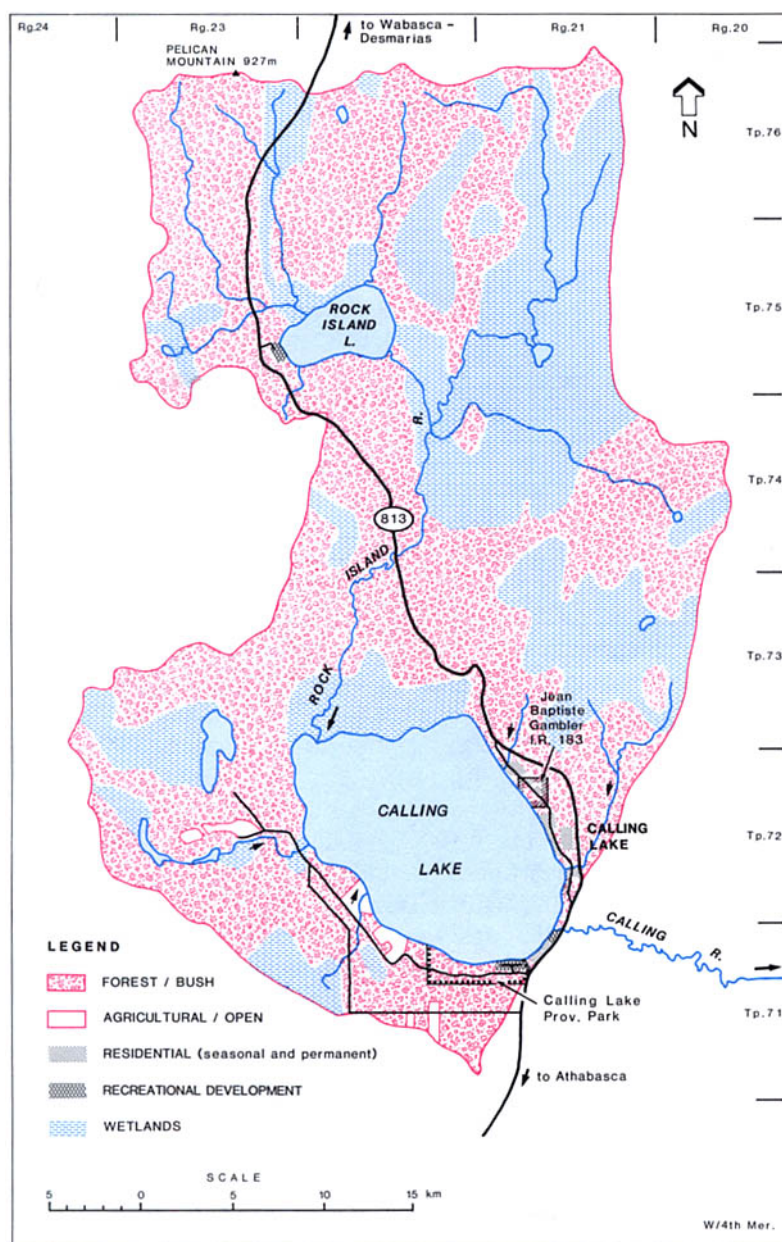 Rg.24
Rg.23
to Wabasca –
Desmarias
Rg.21
Rg.20
PELICAN
MOUNTAIN 927m
N
Tp.76
ROCK
ISLAND
L.
Tp.75
R.
Tp.74
813
ISLAND
ROCK
Tp.73
Jean
Baptiste
Gambler
I.R. 183
CALLING
LAKE
CALLING
LAKE
Tp.72
CALLING
R.
LEGEND
FOREST / BUSH
AGRICULTURAL / OPEN
RESIDENTIAL (seasonal and permanent)
RECREATIONAL DEVELOPMENT
WETLANDS
Calling Lake
Prov. Park
Tp.71
to Athabasca
SCALE
5 0 5 10 15 km
W/4th Mer.